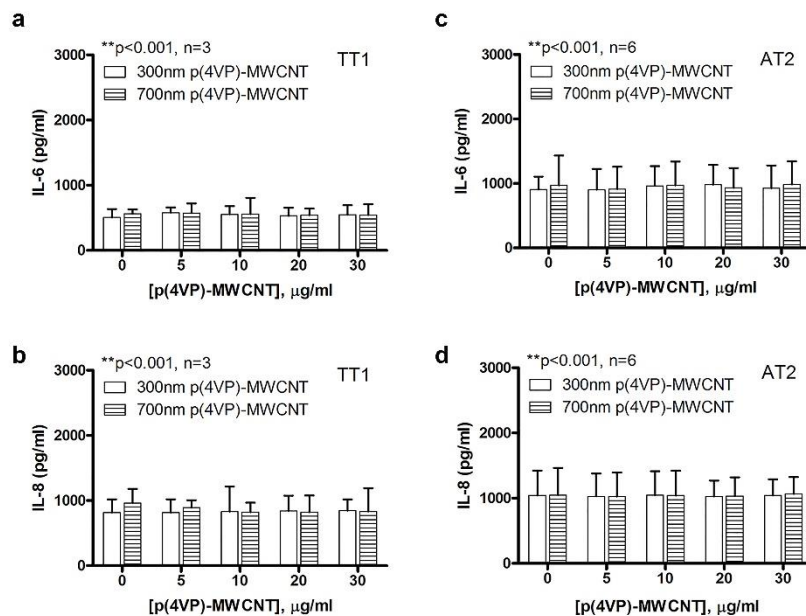 a
**p<0.001, n=3
TT1
300nm p(4VP)-MWCNT
700nm p(4VP)-MWCNT
IL-6 (pg/ml)
3000
2000
1000
0
0 5 10 20 30
[p(4VP)-MWCNT], μg/ml
c
**p<0.001, n=6
AT2
300nm p(4VP)-MWCNT
700nm p(4VP)-MWCNT
IL-6 (pg/ml)
3000
2000
1000
0
0 5 10 20 30
[p(4VP)-MWCNT], μg/ml
b
**p<0.001, n=3
TT1
300nm p(4VP)-MWCNT
700nm p(4VP)-MWCNT
IL-8 (pg/ml)
3000
2000
1000
0
0 5 10 20 30
[p(4VP)-MWCNT], μg/ml
d
**p<0.001, n=6
AT2
300nm p(4VP)-MWCNT
700nm p(4VP)-MWCNT
IL-8 (pg/ml)
3000
2000
1000
0
0 5 10 20 30
[p(4VP)-MWCNT], μg/ml